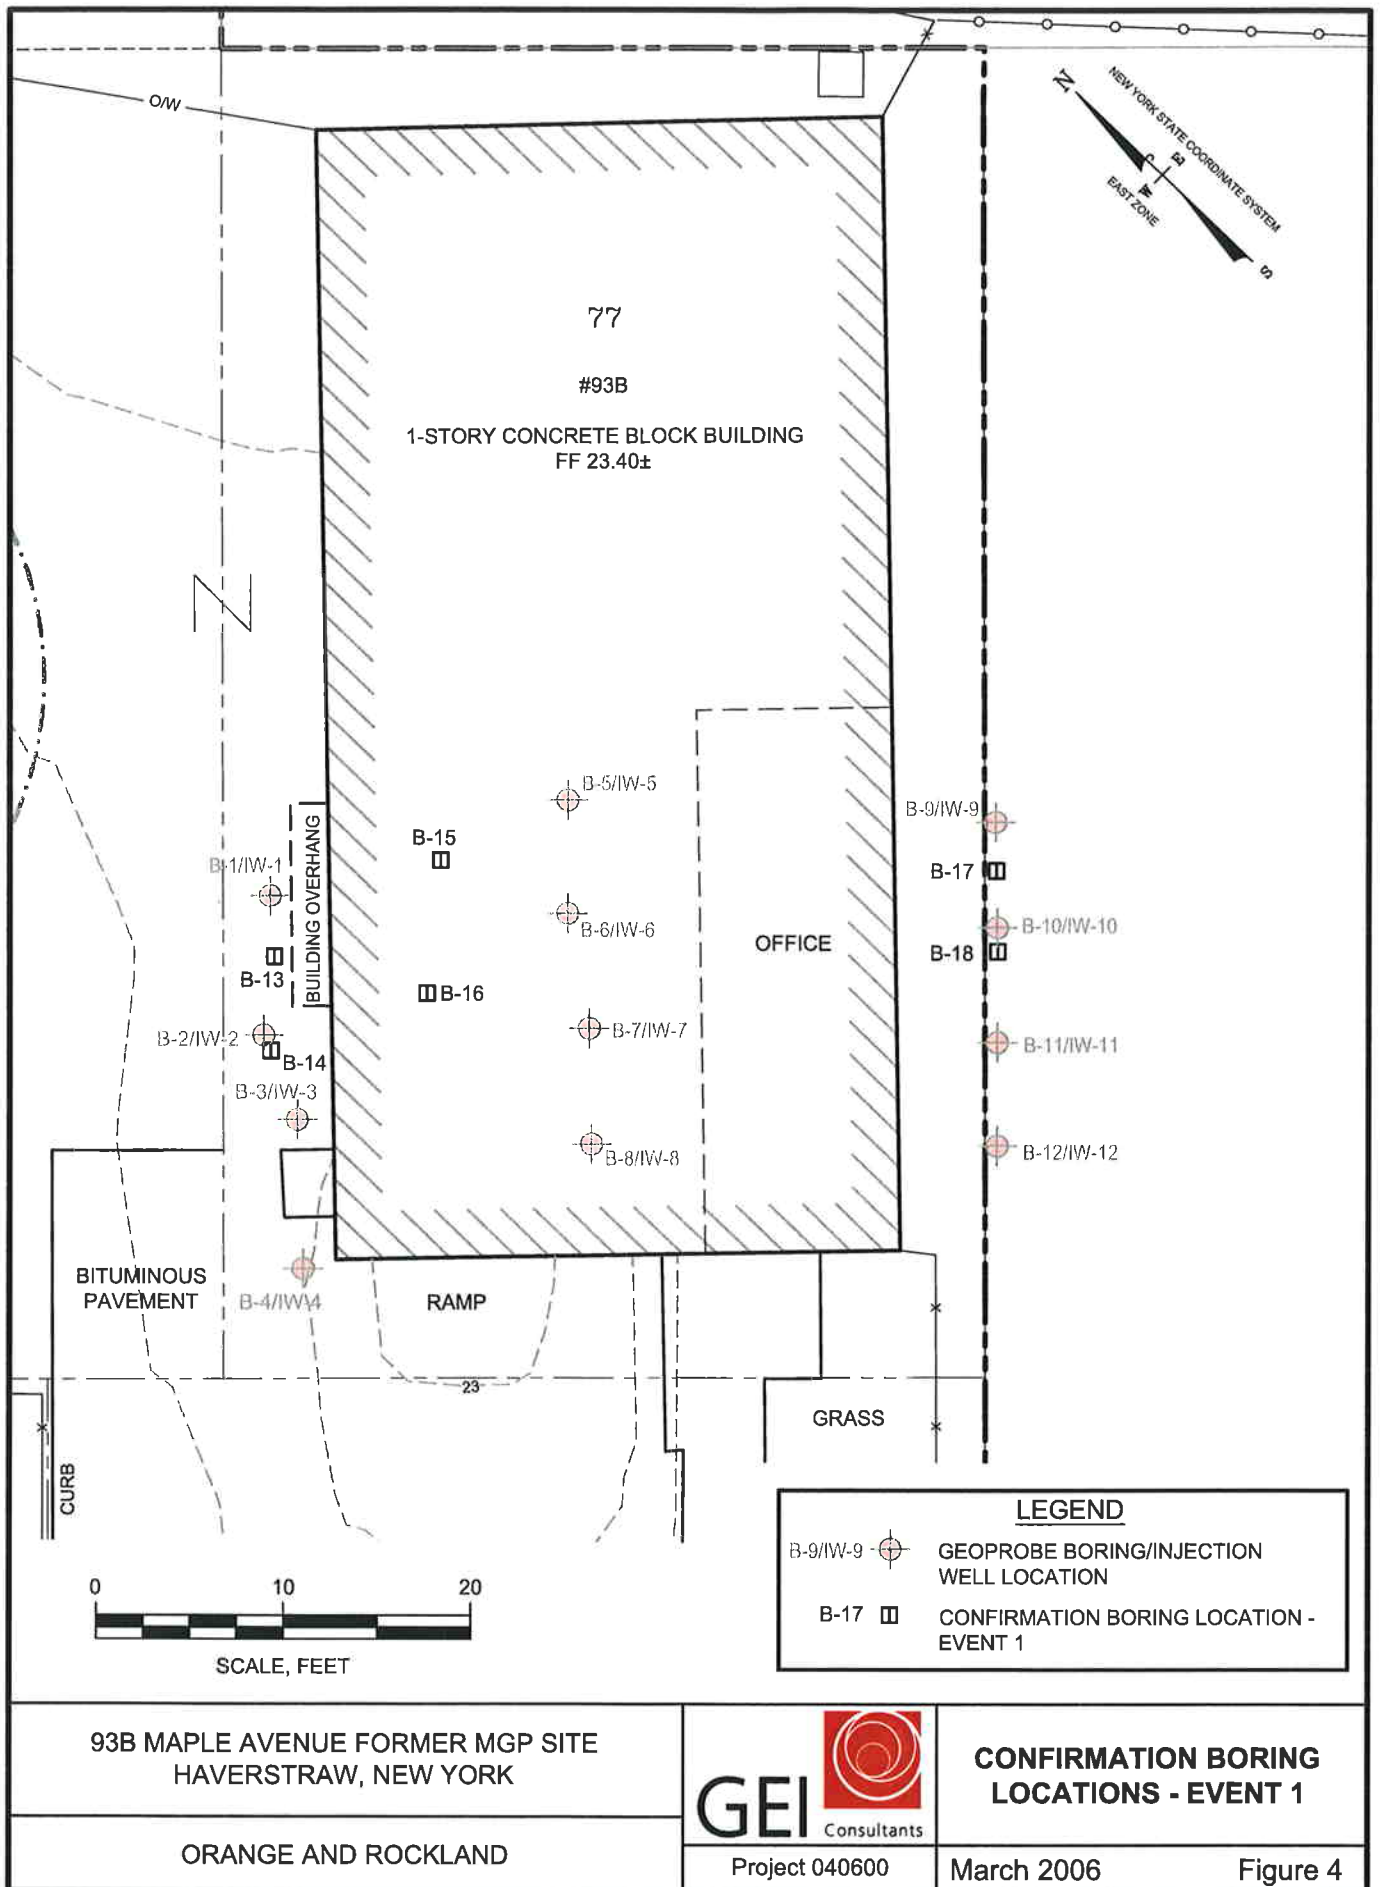 O/W
N
NEW YORK STATE COORDINATE SYSTEM
E
W
EAST ZONE
S
77
#93B
1-STORY CONCRETE BLOCK BUILDING
FF 23.40±
Z
B-5/IW-5
B-9/IW-9
B-15
B-1/IW-1
BUILDING OVERHANG
B-17
B-6/IW-6
B-10/IW-10
OFFICE
B-18
B-13
B-16
B-2/IW-2
B-7/IW-7
B-11/IW-11
B-14
B-3/IW-3
B-8/IW-8
B-12/IW-12
BITUMINOUS
PAVEMENT
B-4/IW-4
RAMP
23
GRASS
CURB
LEGEND
B-9/IW-9 GEOPROBE BORING/INJECTION
WELL LOCATION
B-17 CONFIRMATION BORING LOCATION -
EVENT 1
0 10 20
SCALE, FEET
93B MAPLE AVENUE FORMER MGP SITE
HAVERSTRAW, NEW YORK
ORANGE AND ROCKLAND
GEI
Consultants
Project 040600
CONFIRMATION BORING
LOCATIONS - EVENT 1
March 2006 Figure 4